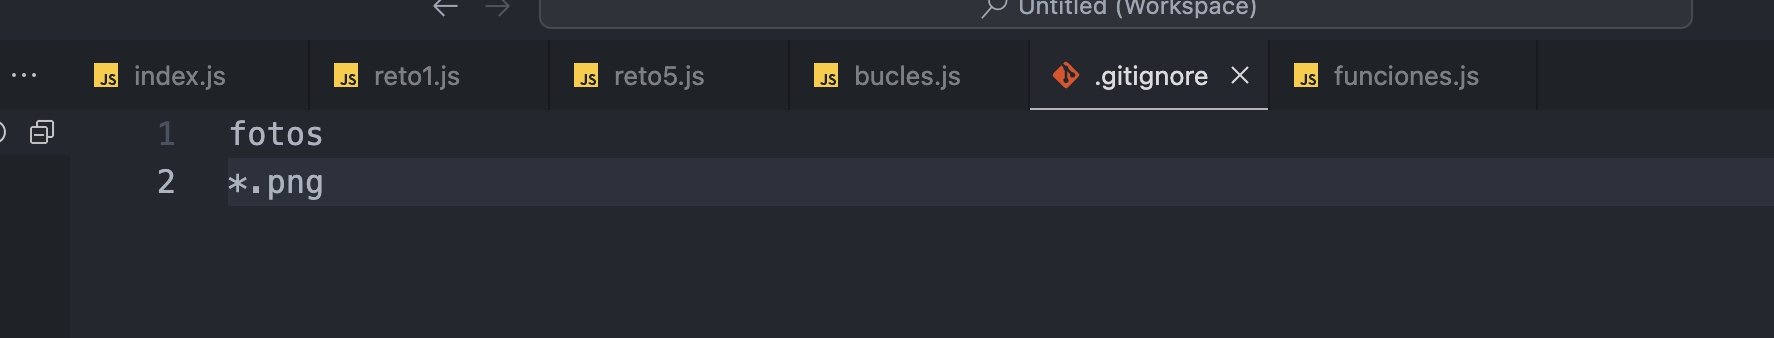 Untitled (Workspace)
··· JS index.js JS reto1.js JS reto5.js JS bucles.js .gitignore × JS funciones.js
1 fotos
2 *.png